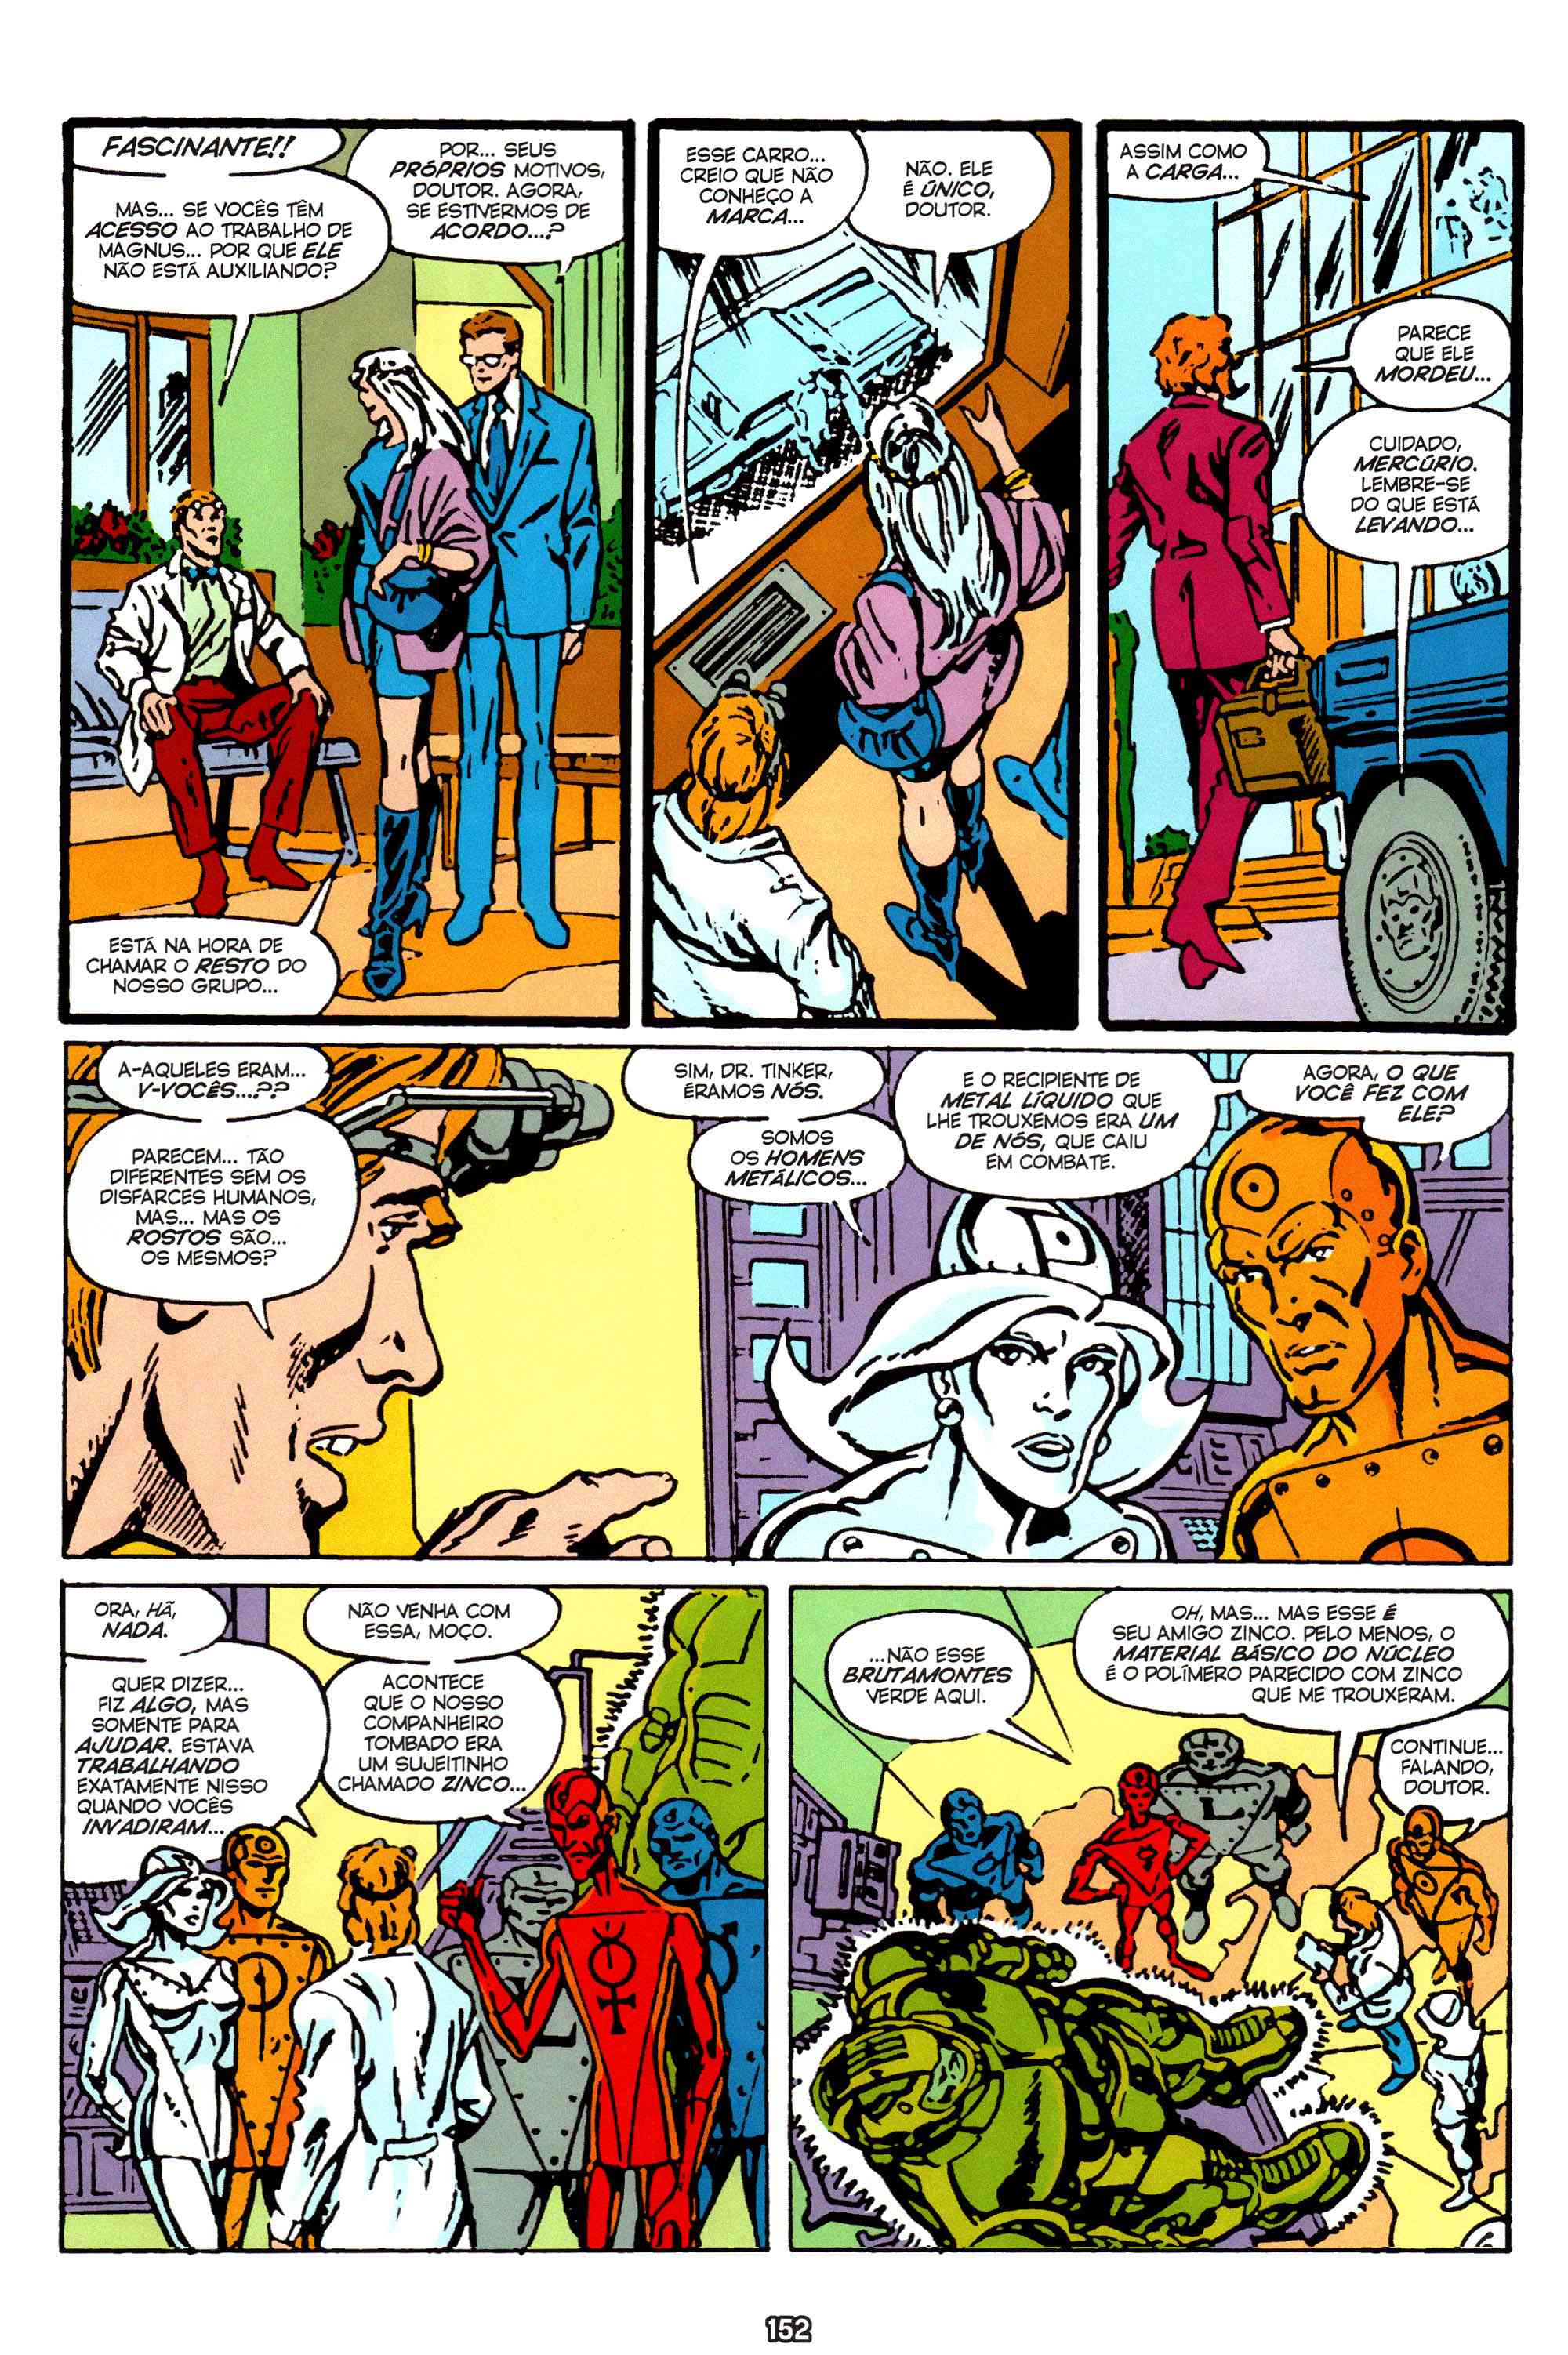 FASCINANTE!!
MAS... SE VOCÊS TÊM
ACESSO AO TRABALHO DE
MAGNUS... POR QUE ELE
NÃO ESTÁ AUXILIANDO?
POR... SEUS
PRÓPRIOS MOTIVOS,
DOUTOR. AGORA,
SE ESTIVERMOS DE
ACORDO...?
ESTÁ NA HORA DE
CHAMAR O RESTO DO
NOSSO GRUPO...
ESSE CARRO...
CREIO QUE NÃO
CONHEÇO A
MARCA...
NÃO. ELE
É ÚNICO,
DOUTOR.
ASSIM COMO
A CARGA...
PARECE
QUE ELE
MORDEU...
CUIDADO,
MERCÚRIO.
LEMBRE-SE
DO QUE ESTÁ
LEVANDO...
A-AQUELES ERAM...
V-VOCÊS...??
PARECEM... TÃO
DIFERENTES SEM OS
DISFARCES HUMANOS,
MAS... MAS OS
ROSTOS SÃO...
OS MESMOS?
SIM, DR. TINKER,
ÉRAMOS NÓS.
SOMOS
OS HOMENS
METÁLICOS...
E O RECIPIENTE DE
METAL LÍQUIDO QUE
LHE TROUXEMOS ERA UM
DE NÓS, QUE CAIU
EM COMBATE.
AGORA, O QUE
VOCÊ FEZ COM
ELE?
ORA, HÃ,
NADA.
QUER DIZER...
FIZ ALGO, MAS
SOMENTE PARA
AJUDAR. ESTAVA
TRABALHANDO
EXATAMENTE NISSO
QUANDO VOCÊS
INVADIRAM...
NÃO VENHA COM
ESSA, MOÇO.
ACONTECE
QUE O NOSSO
COMPANHEIRO
TOMBADO ERA
UM SUJEITINHO
CHAMADO ZINCO...
L
...NÃO ESSE
BRUTAMONTES
VERDE AQUI.
OH, MAS... MAS ESSE É
SEU AMIGO ZINCO. PELO MENOS, O
MATERIAL BÁSICO DO NÚCLEO
É O POLÍMERO PARECIDO COM ZINCO
QUE ME TROUXERAM.
CONTINUE...
FALANDO,
DOUTOR.
L
152